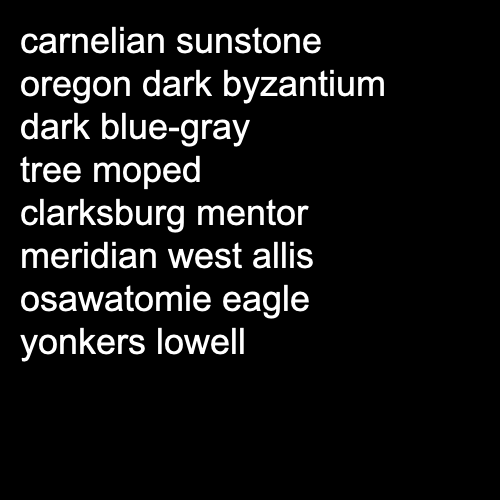 carnelian sunstone
oregon dark byzantium
dark blue-gray
tree moped
clarksburg mentor
meridian west allis
osawatomie eagle
yonkers lowell